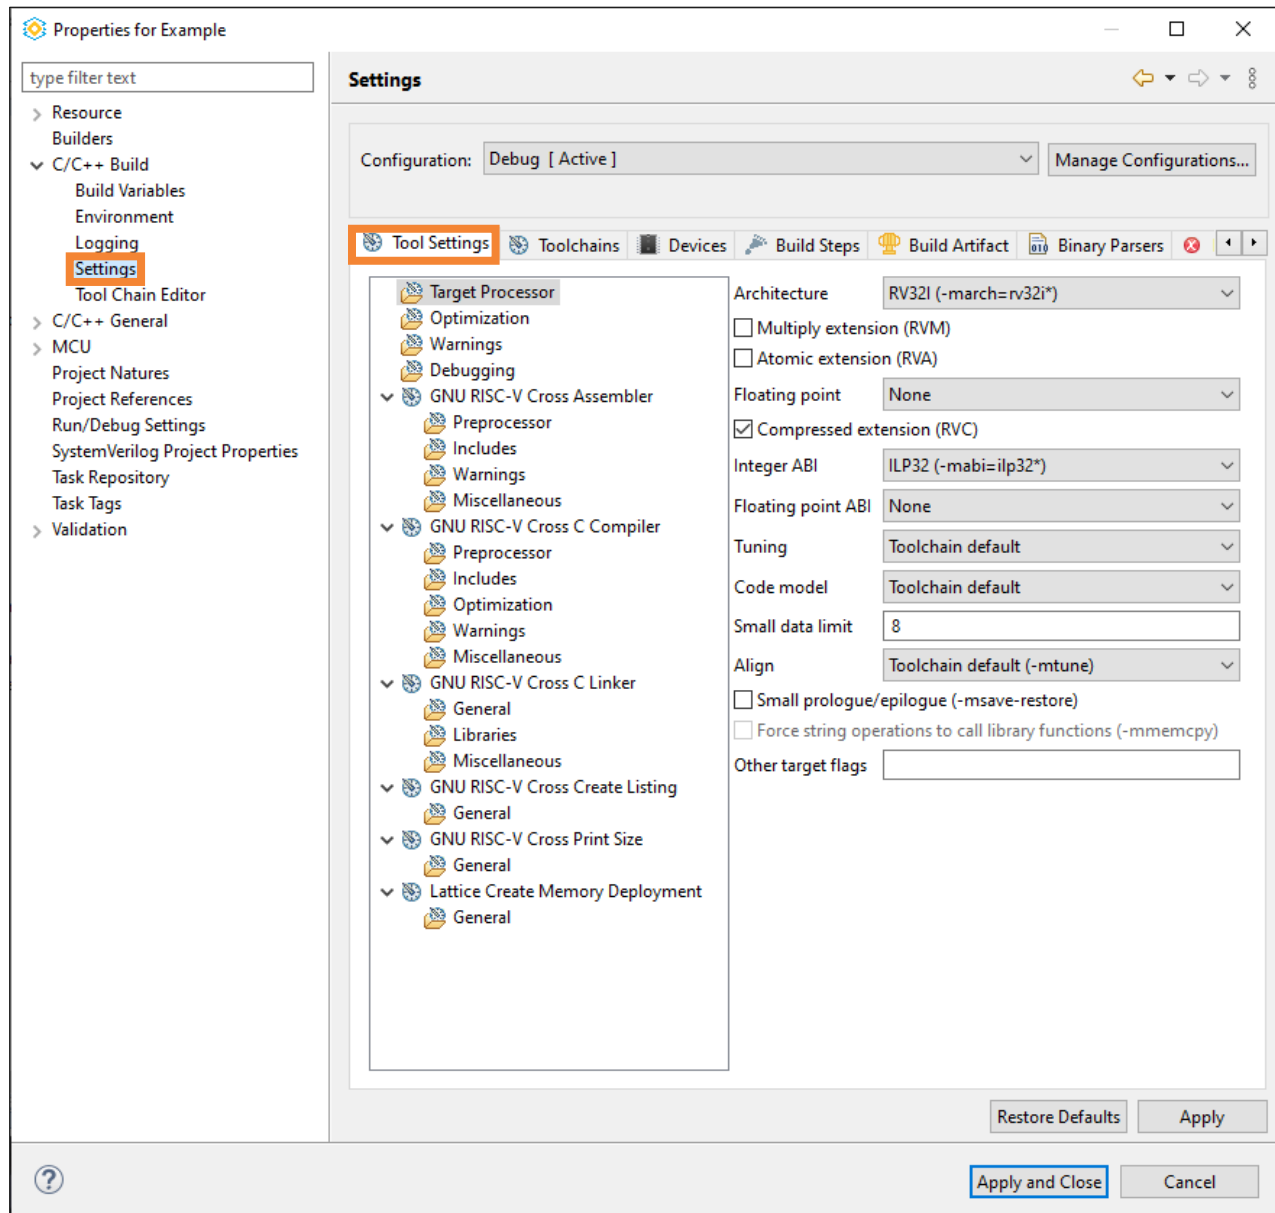 Properties for Example
type filter text
Resource
Builders
C/C++ Build
Build Variables
Environment
Logging
Settings
Tool Chain Editor
C/C++ General
MCU
Project Natures
Project References
Run/Debug Settings
SystemVerilog Project Properties
Task Repository
Task Tags
Validation
Settings
Configuration: Debug [ Active ] Manage Configurations...
Tool Settings Toolchains Devices Build Steps Build Artifact Binary Parsers
Target Processor
Optimization
Warnings
Debugging
GNU RISC-V Cross Assembler
Preprocessor
Includes
Warnings
Miscellaneous
GNU RISC-V Cross C Compiler
Preprocessor
Includes
Optimization
Warnings
Miscellaneous
GNU RISC-V Cross C Linker
General
Libraries
Miscellaneous
GNU RISC-V Cross Create Listing
General
GNU RISC-V Cross Print Size
General
Lattice Create Memory Deployment
General
Architecture RV32I (-march=rv32i*)
Multiply extension (RVM)
Atomic extension (RVA)
Floating point None
Compressed extension (RVC)
Integer ABI ILP32 (-mabi=ilp32*)
Floating point ABI None
Tuning Toolchain default
Code model Toolchain default
Small data limit 8
Align Toolchain default (-mtune)
Small prologue/epilogue (-msave-restore)
Force string operations to call library functions (-mmemcpy)
Other target flags
Restore Defaults Apply
Apply and Close Cancel